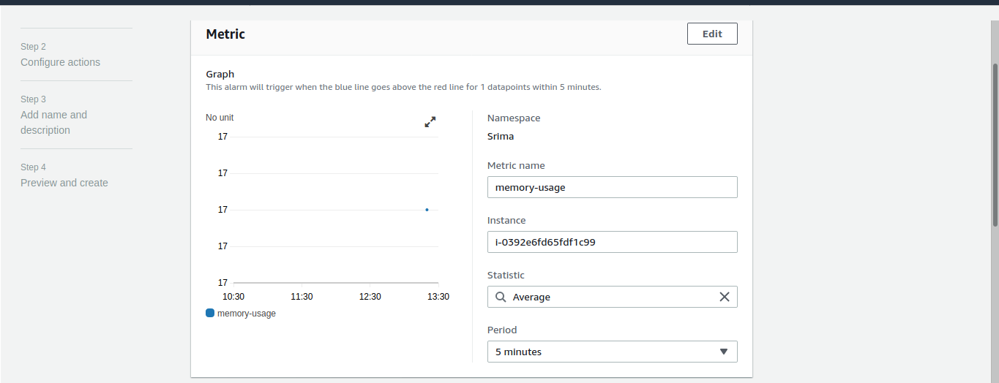 Step 2
Configure actions
Step 3
Add name and
description
Step 4
Preview and create
Metric
Edit
Graph
This alarm will trigger when the blue line goes above the red line for 1 datapoints within 5 minutes.
No unit
17
17
17
17
17
10:30 11:30 12:30 13:30
memory-usage
Namespace
Srima
Metric name
memory-usage
Instance
i-0392e6fd65fdf1c99
Statistic
Average
Period
5 minutes